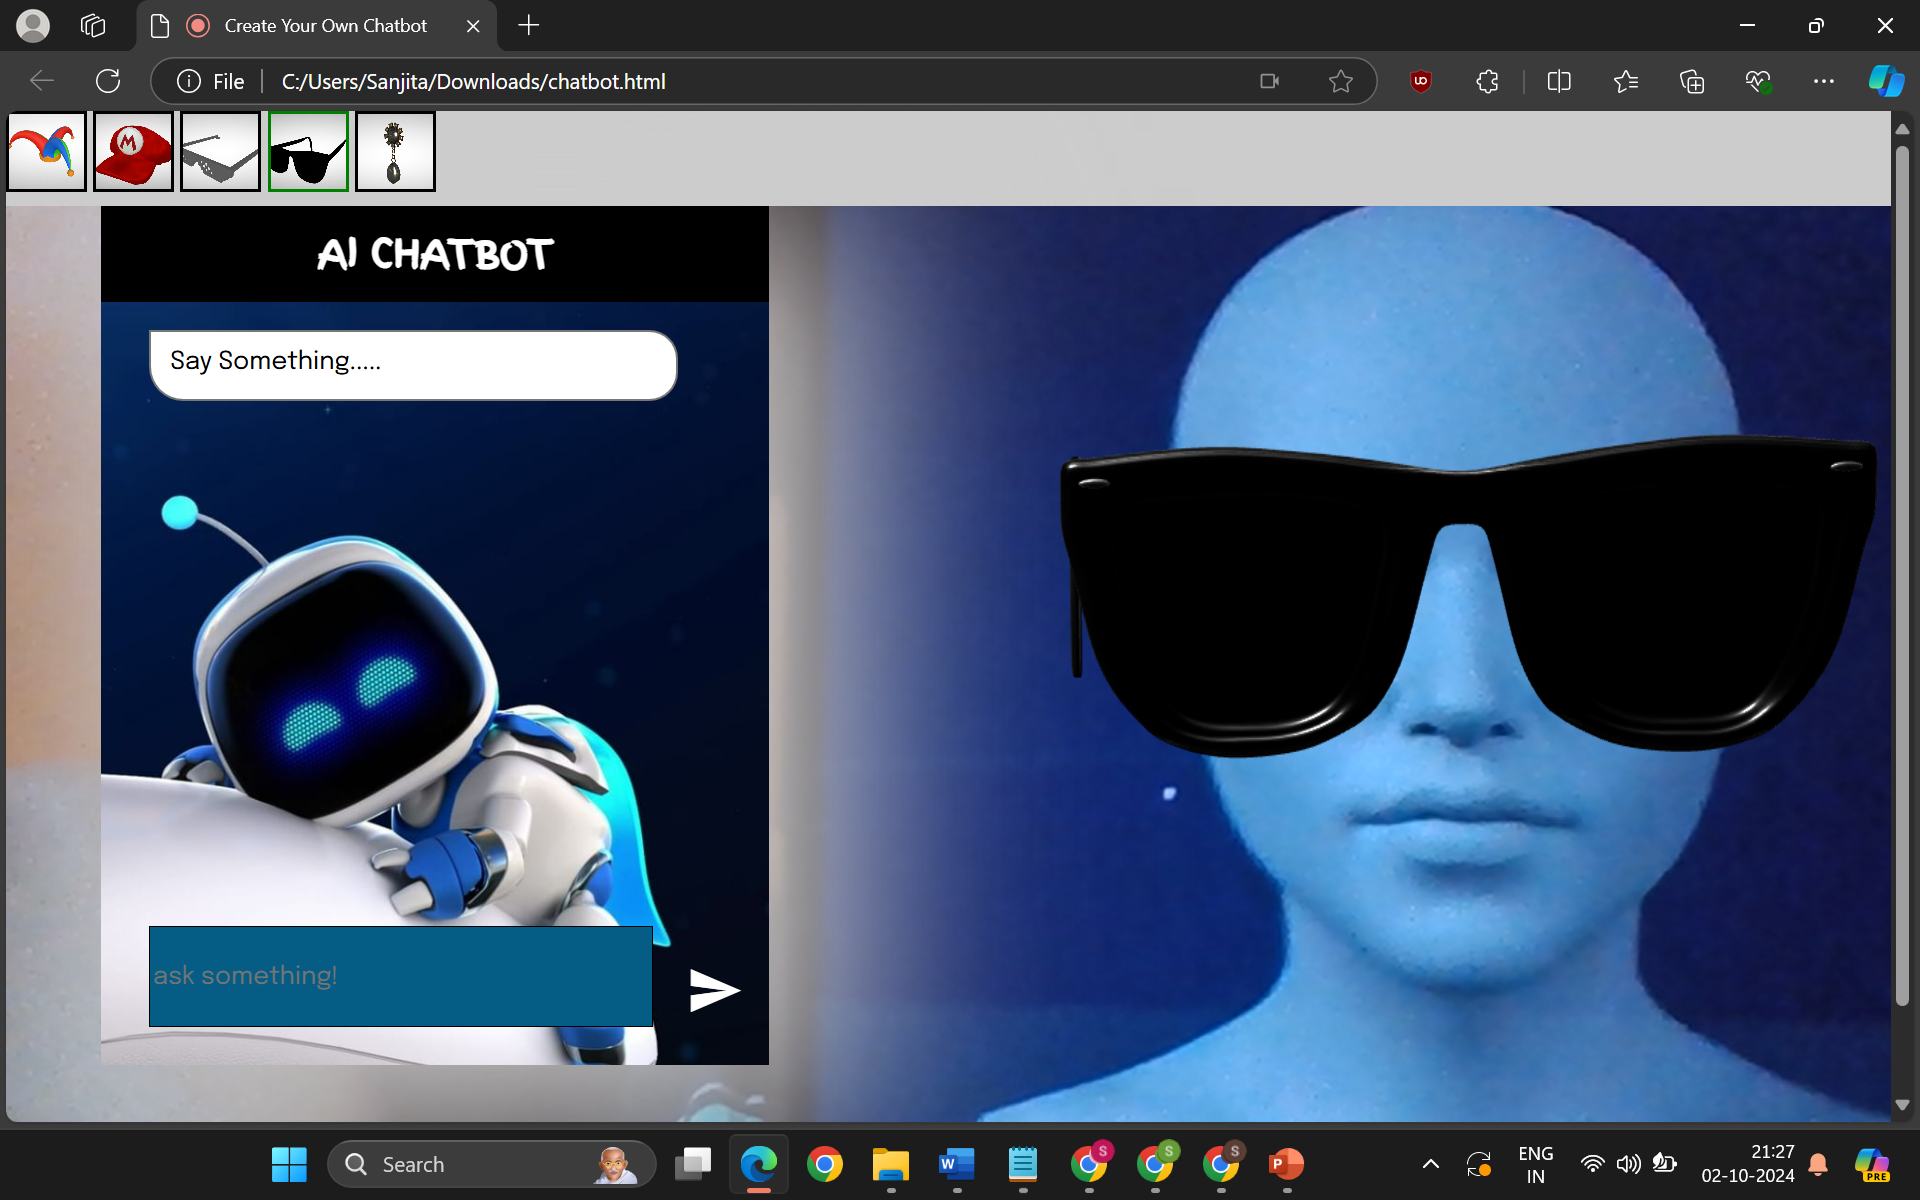 Create Your Own Chatbot
File
C:/Users/Sanjita/Downloads/chatbot.html
M
AI CHATBOT
Say Something.....
ask something!
Search
W
S
S
S
P
ENG
IN
21:27
02-10-2024
PRE